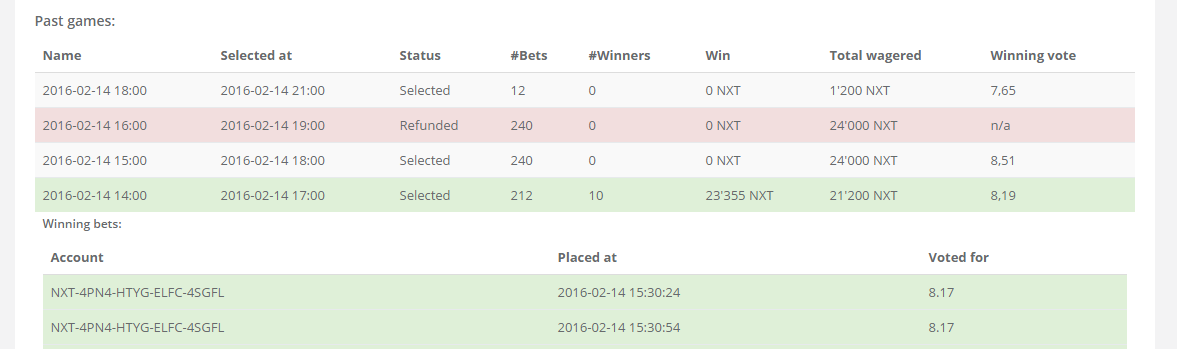 Past games:
Name Selected at Status #Bets #Winners Win Total wagered Winning vote
2016-02-14 18:00 2016-02-14 21:00 Selected 12 0 0 NXT 1'200 NXT 7,65
2016-02-14 16:00 2016-02-14 19:00 Refunded 240 0 0 NXT 24'000 NXT n/a
2016-02-14 15:00 2016-02-14 18:00 Selected 240 0 0 NXT 24'000 NXT 8,51
2016-02-14 14:00 2016-02-14 17:00 Selected 212 10 23'355 NXT 21'200 NXT 8,19
Winning bets:
Account Placed at Voted for
NXT-4PN4-HTYG-ELFC-4SGFL 2016-02-14 15:30:24 8.17
NXT-4PN4-HTYG-ELFC-4SGFL 2016-02-14 15:30:54 8.17